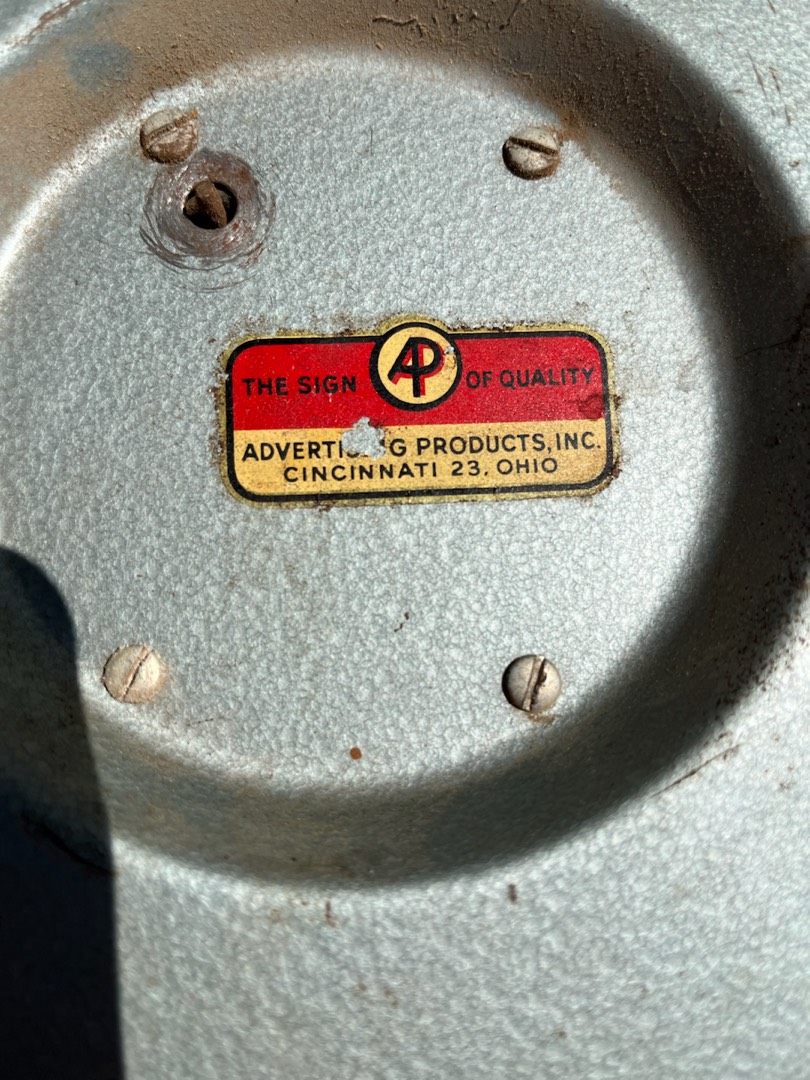 AP
THE SIGN OF QUALITY
PRODUCTS, INC.
CINCINNATI 23, OHIO